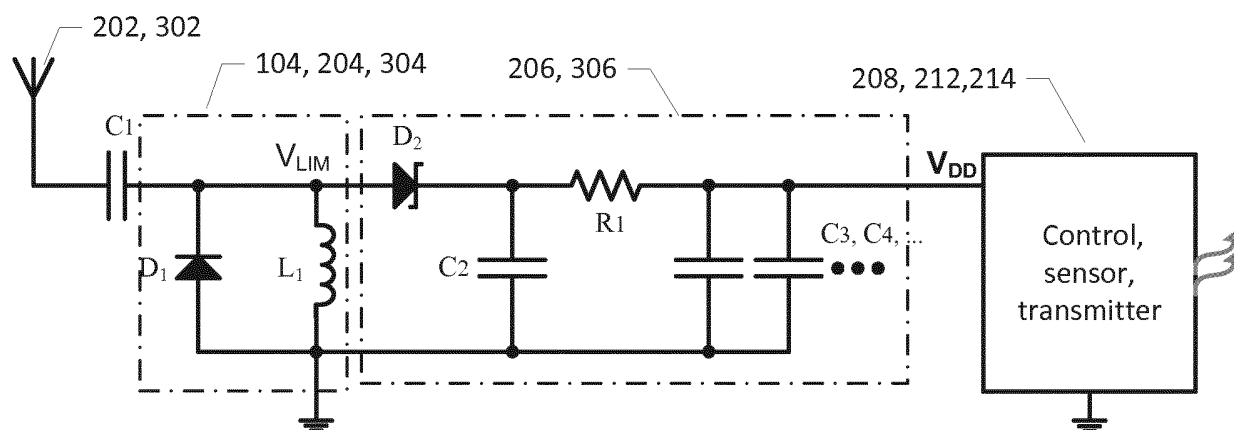 202, 302
104, 204, 304
206, 306
208, 212,214
C1
VLIM
D2
VDD
R1
C3, C4, ...
D1
L1
C2
Control,
sensor,
transmitter